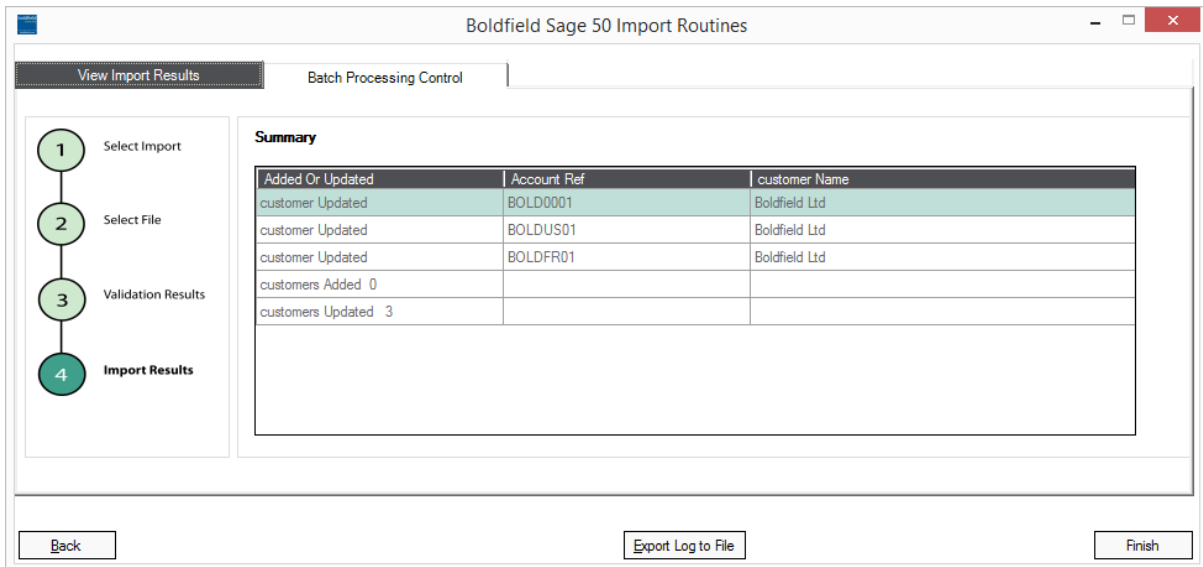 Boldfield Sage 50 Import Routines
View Import Results Batch Processing Control
1 Select Import
2 Select File
3 Validation Results
4 Import Results
Summary
Added Or Updated Account Ref customer Name
customer Updated BOLD0001 Boldfield Ltd
customer Updated BOLDUS01 Boldfield Ltd
customer Updated BOLDFR01 Boldfield Ltd
customers Added 0
customers Updated 3
Back Export Log to File Finish